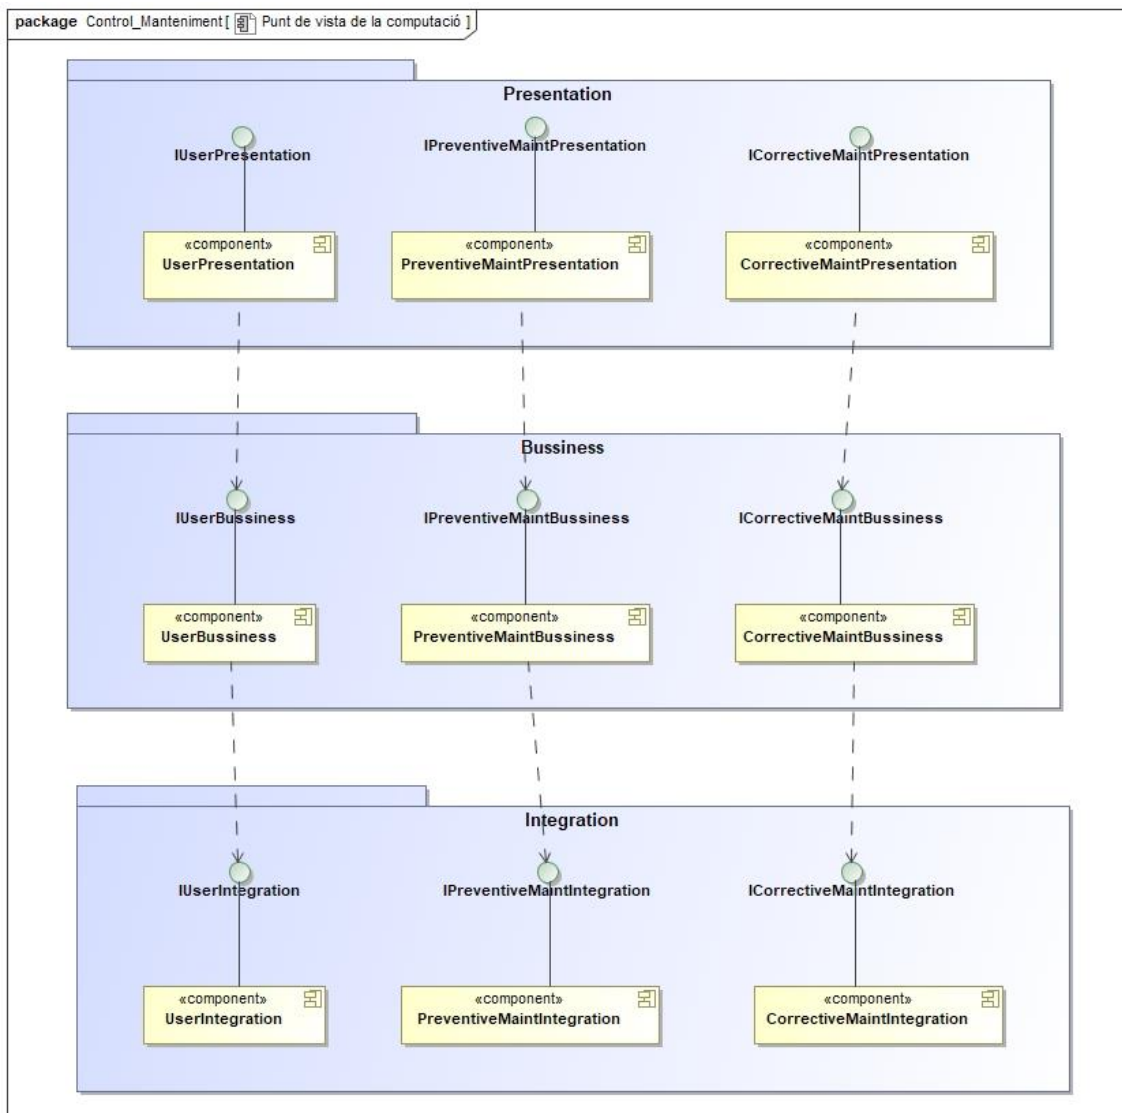 package Control_Manteniment [ Punt de vista de la computació ]
Presentation
IUserPresentation
IPreventiveMaintPresentation
ICorrectiveMaintPresentation
«component»
UserPresentation
«component»
PreventiveMaintPresentation
«component»
CorrectiveMaintPresentation
Bussiness
IUserBussiness
IPreventiveMaintBussiness
ICorrectiveMaintBussiness
«component»
UserBussiness
«component»
PreventiveMaintBussiness
«component»
CorrectiveMaintBussiness
Integration
IUserIntegration
IPreventiveMaintIntegration
ICorrectiveMaintIntegration
«component»
UserIntegration
«component»
PreventiveMaintIntegration
«component»
CorrectiveMaintIntegration